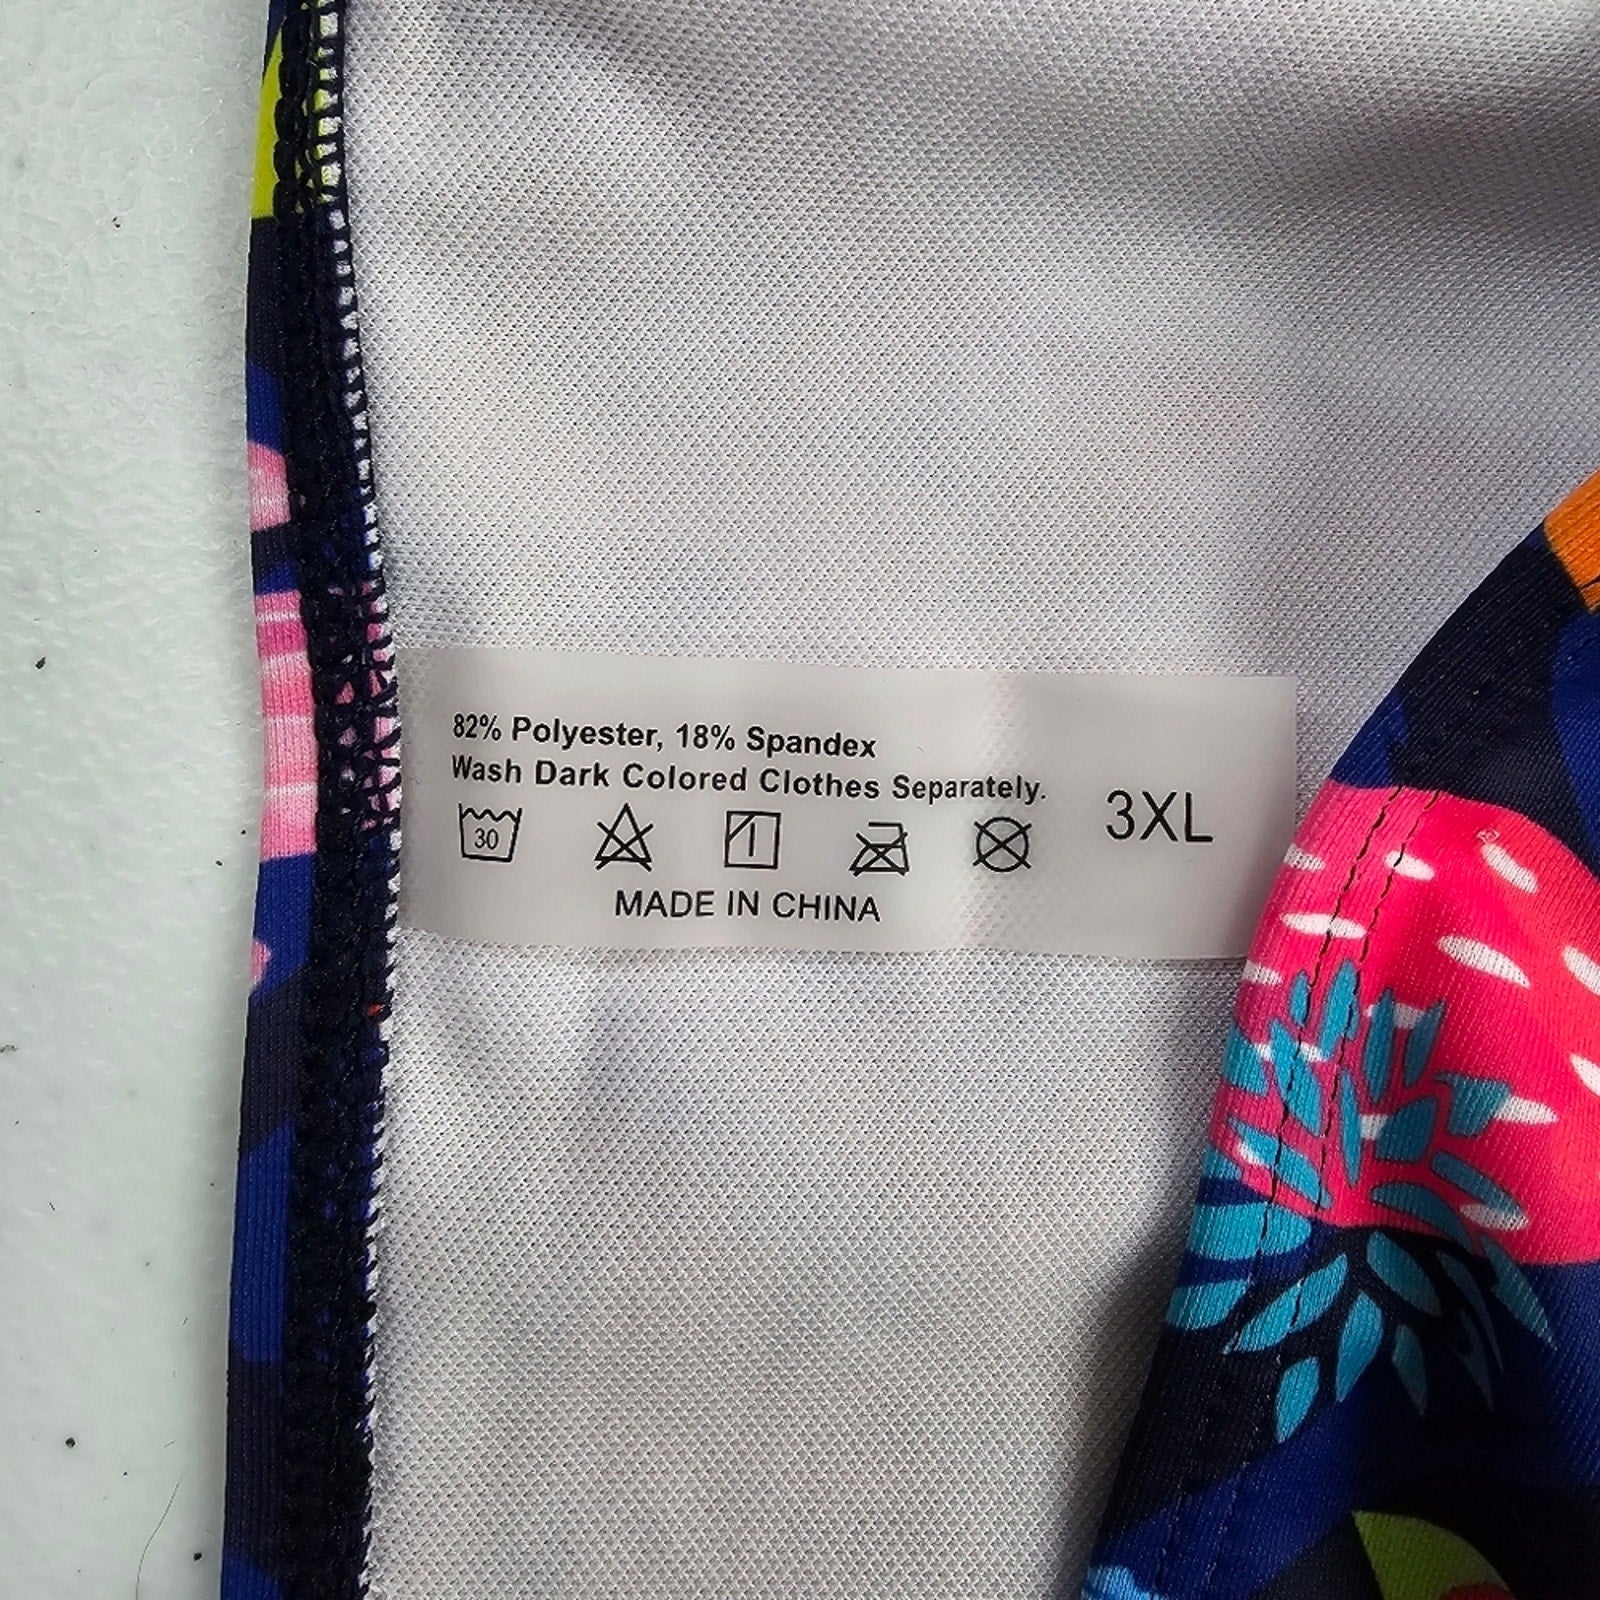 82% Polyester, 18% Spandex
Wash Dark Colored Clothes Separately.
30
3XL
MADE IN CHINA